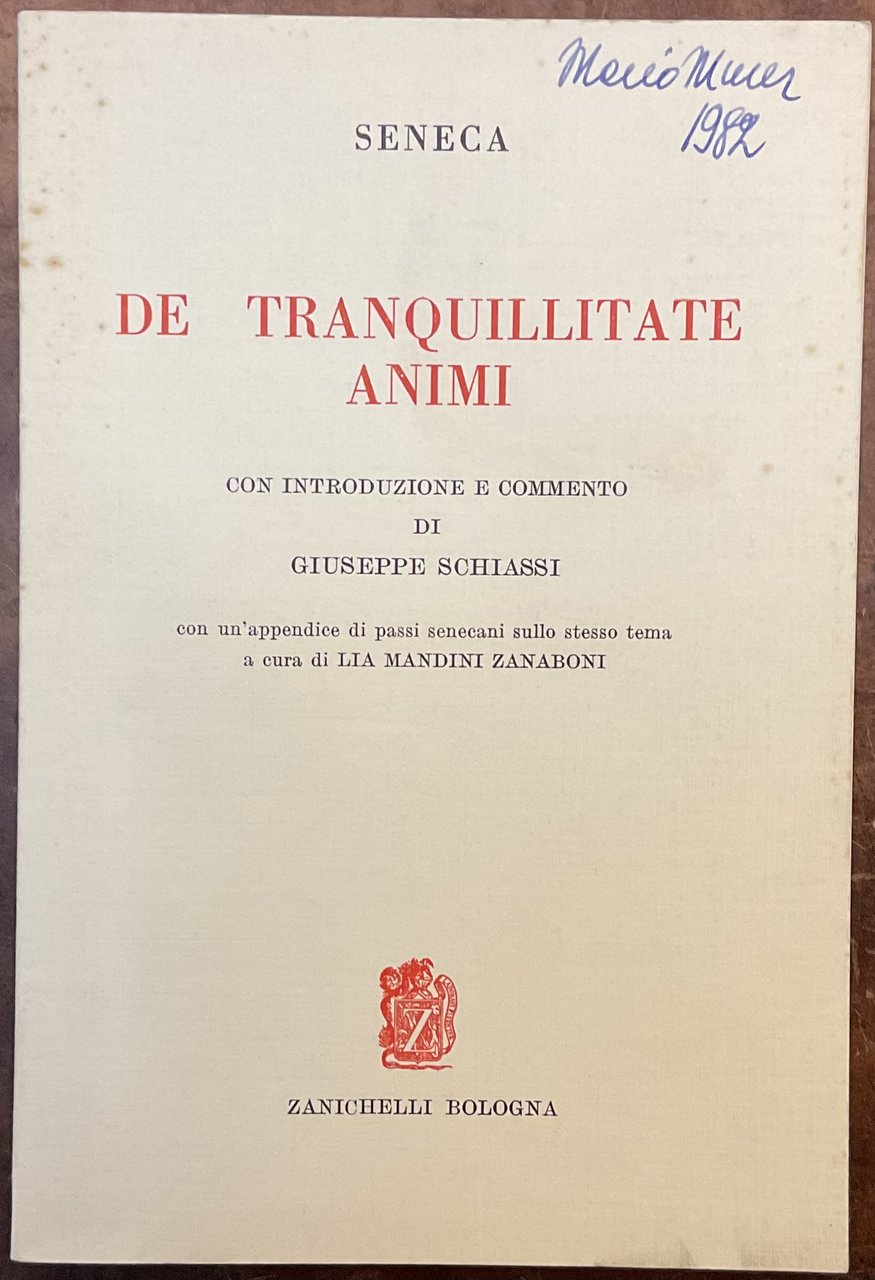 Mario
1982
SENECA
DE TRANQUILLITATE
ANIMI
CON INTRODUZIONE E COMMENTO
DI
GIUSEPPE SCHIASSI
con un'appendice di passi senecani sullo stesso tema
a cura di LIA MANDINI ZANABONI
Z
ZANICHELLI BOLOGNA